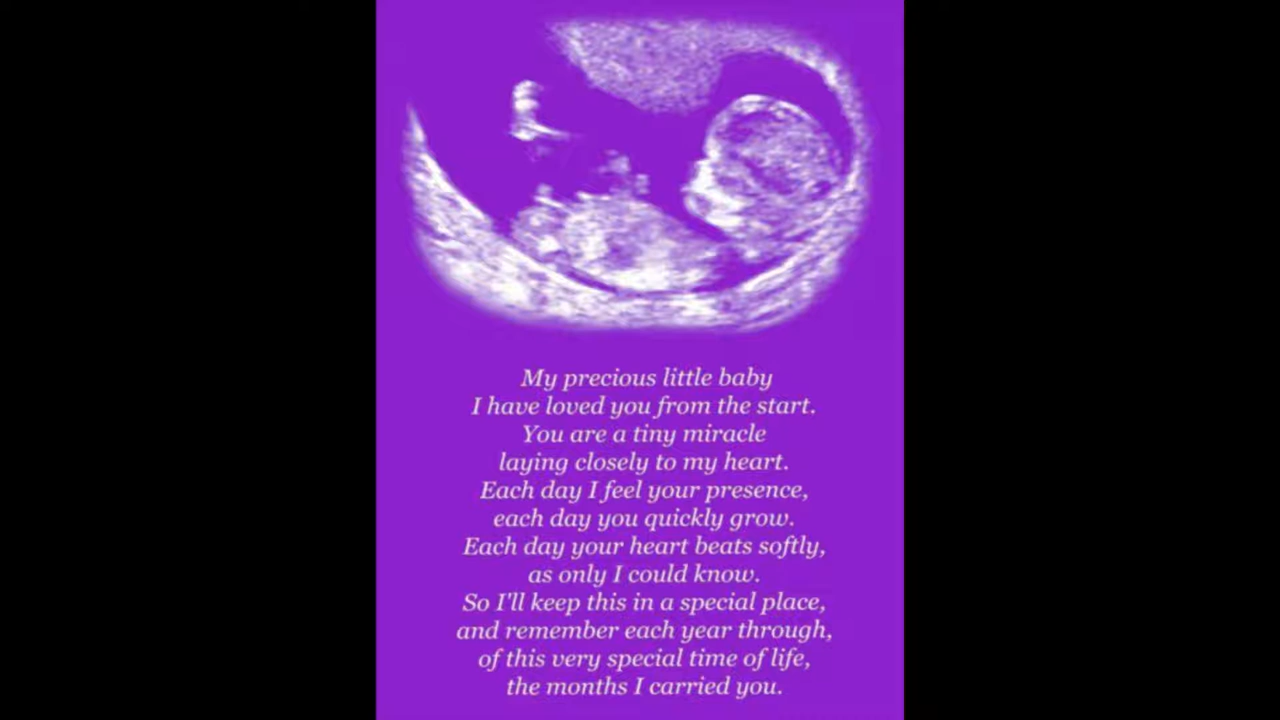 My precious little baby
I have loved you from the start.
You are a tiny miracle
laying closely to my heart.
Each day I feel your presence,
each day you quickly grow.
Each day your heart beats softly,
as only I could know.
So I'll keep this in a special place,
and remember each year through,
of this very special time of life,
the months I carried you.